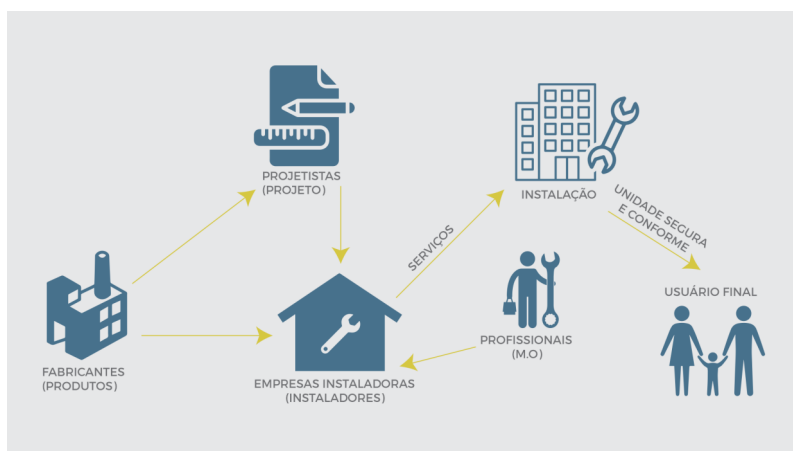 PROJETISTAS
(PROJETO)
INSTALAÇÃO
UNIDADE SEGURA
E CONFORME
SERVIÇOS
USUÁRIO FINAL
PROFISSIONAIS
(M.O)
FABRICANTES
(PRODUTOS)
EMPRESAS INSTALADORAS
(INSTALADORES)